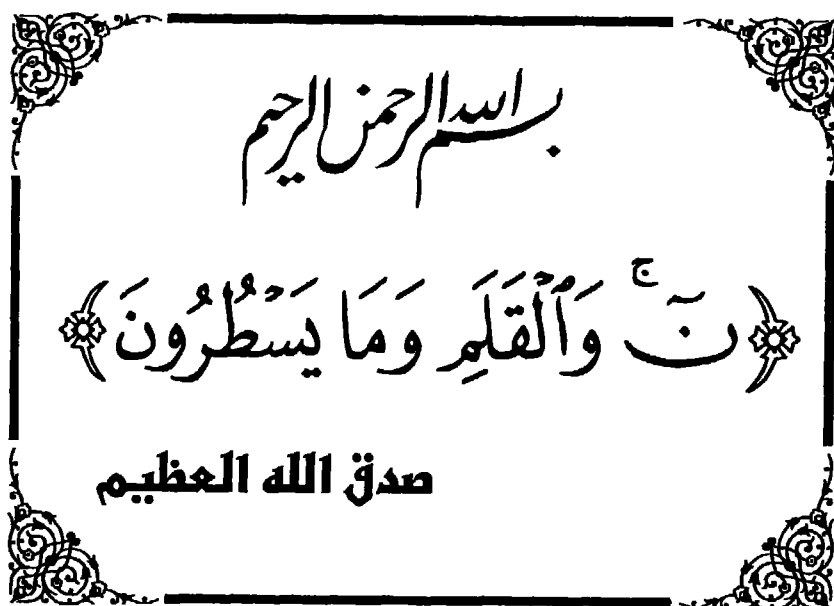 بسم الله الرحمن الرحيم
﴿نٓ ۚ وَٱلْقَلَمِ وَمَا يَسْطُرُونَ﴾
صدق الله العظيم